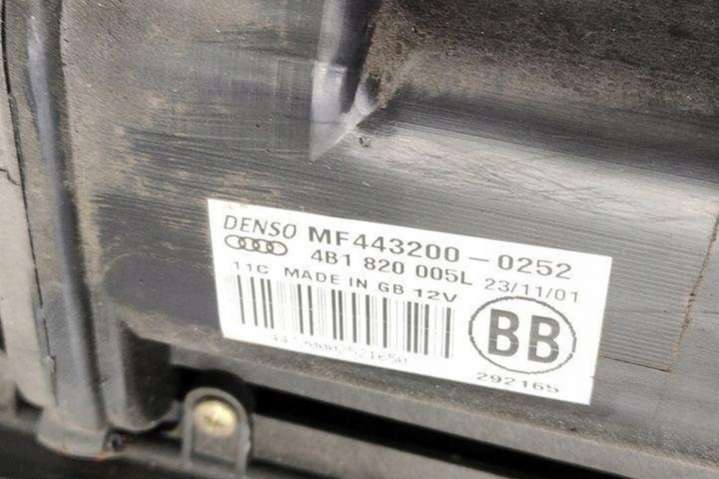 DENSO MF443200-0252
4B1 820 005L 23/11/01
11C MADE IN GB 12V
BB
292165